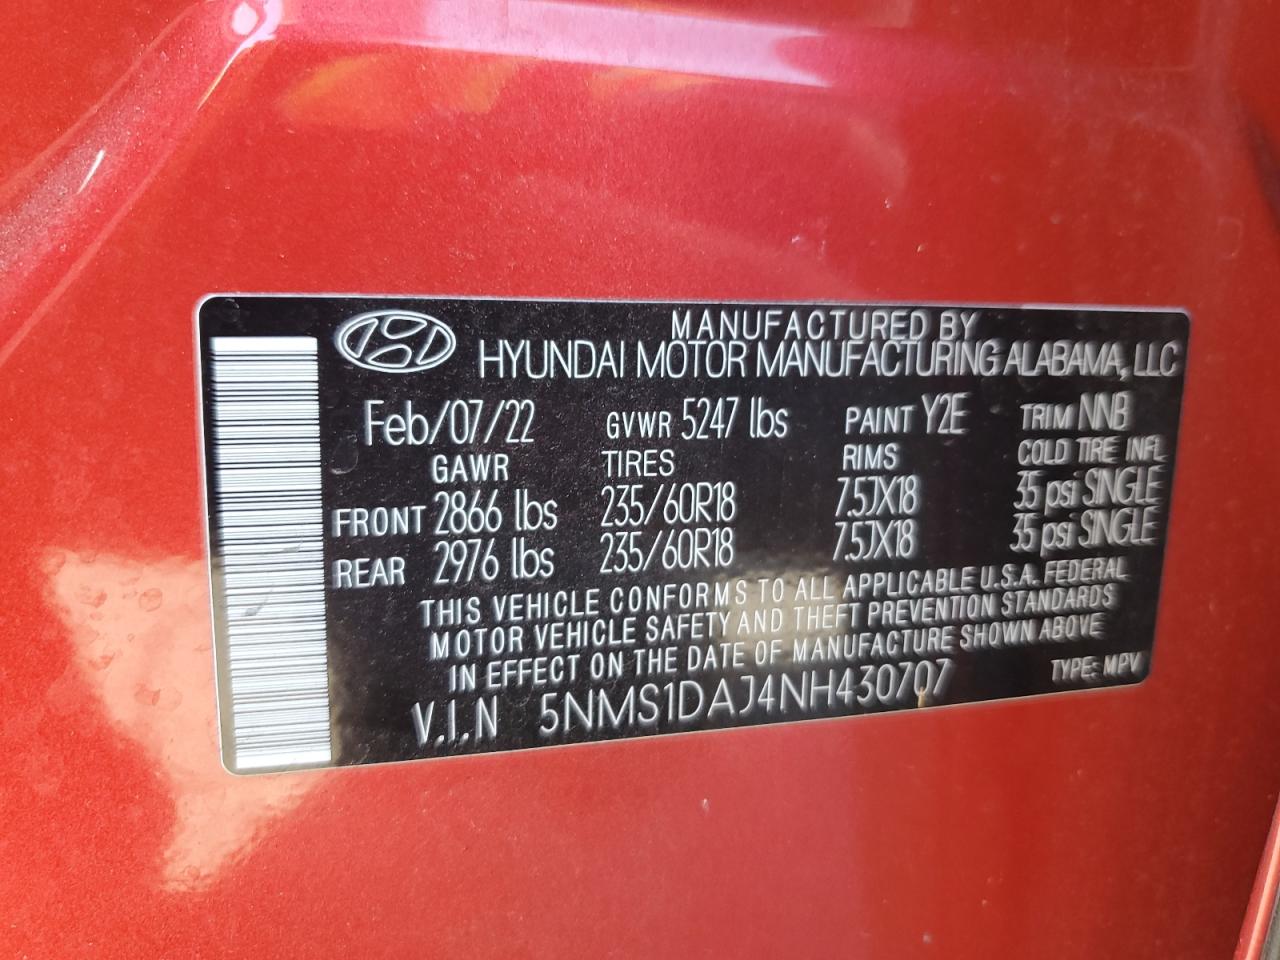 MANUFACTURED BY
HYUNDAI MOTOR MANUFACTURING ALABAMA, LLC
Feb/07/22 GVWR 5247 lbs PAINT Y2E TRIM NNB
GAWR TIRES RIMS COLD TIRE INFL
FRONT 2866 lbs 235/60R18 7.5JX18 35 psi SINGLE
REAR 2976 lbs 235/60R18 7.5JX18 35 psi SINGLE
THIS VEHICLE CONFORMS TO ALL APPLICABLE U.S.A. FEDERAL
MOTOR VEHICLE SAFETY AND THEFT PREVENTION STANDARDS
IN EFFECT ON THE DATE OF MANUFACTURE SHOWN ABOVE
V.I.N 5NMS1DAJ4NH430707 TYPE: MPV